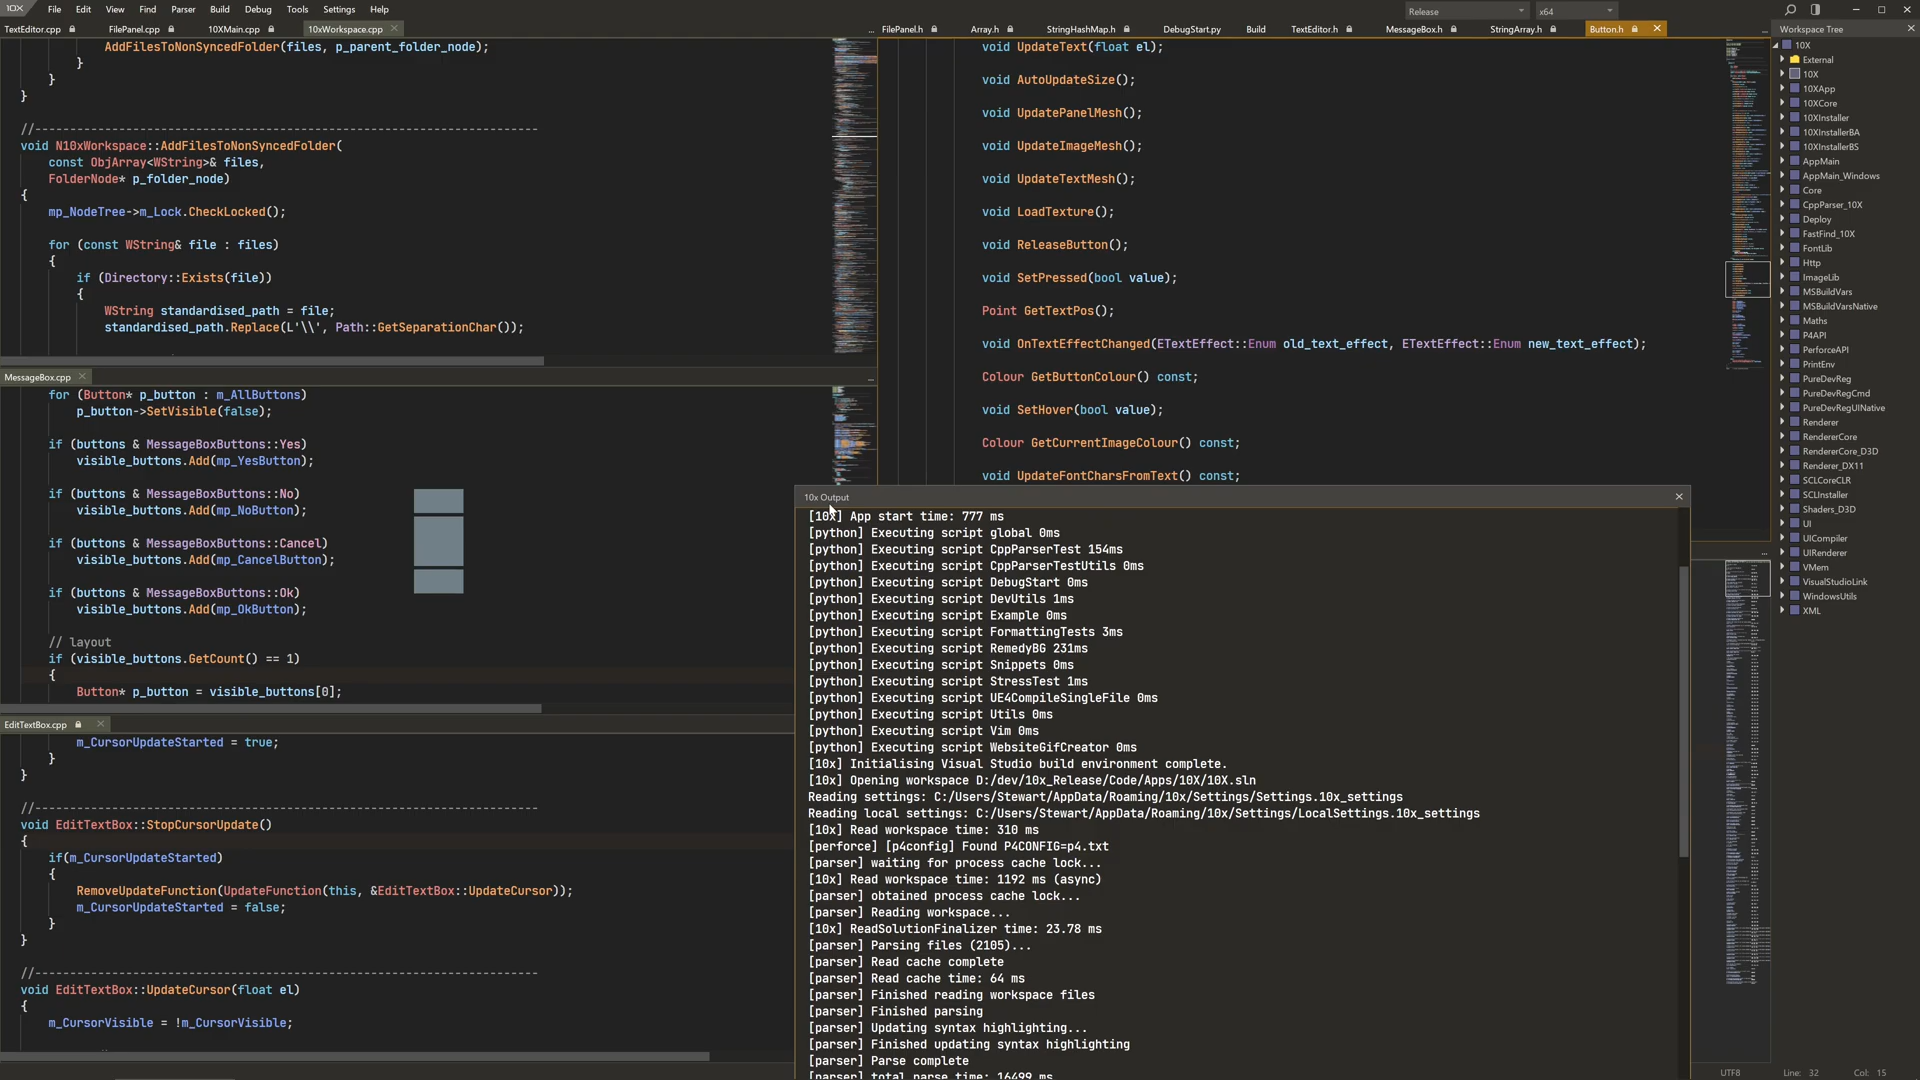 10X File Edit View Find Parser Build Debug Tools Settings Help
Release x64
TextEditor.cpp FilePanel.cpp 10XMain.cpp 10xWorkspace.cpp
AddFilesToNonSyncedFolder(files, p_parent_folder_node);
}
}
}
//------------------------------------------------------------------------
void N10xWorkspace::AddFilesToNonSyncedFolder(
const ObjArray<WString>& files,
FolderNode* p_folder_node)
{
mp_NodeTree->m_Lock.CheckLocked();
for (const WString& file : files)
{
if (Directory::Exists(file))
{
WString standardised_path = file;
standardised_path.Replace(L'\\', Path::GetSeparationChar());
MessageBox.cpp
for (Button* p_button : m_AllButtons)
p_button->SetVisible(false);
if (buttons & MessageBoxButtons::Yes)
visible_buttons.Add(mp_YesButton);
if (buttons & MessageBoxButtons::No)
visible_buttons.Add(mp_NoButton);
if (buttons & MessageBoxButtons::Cancel)
visible_buttons.Add(mp_CancelButton);
if (buttons & MessageBoxButtons::Ok)
visible_buttons.Add(mp_OkButton);
// layout
if (visible_buttons.GetCount() == 1)
{
Button* p_button = visible_buttons[0];
EditTextBox.cpp
m_CursorUpdateStarted = true;
}
}
//------------------------------------------------------------------------
void EditTextBox::StopCursorUpdate()
{
if(m_CursorUpdateStarted)
{
RemoveUpdateFunction(UpdateFunction(this, &EditTextBox::UpdateCursor));
m_CursorUpdateStarted = false;
}
}
//------------------------------------------------------------------------
void EditTextBox::UpdateCursor(float el)
{
m_CursorVisible = !m_CursorVisible;
... FilePanel.h Array.h StringHashMap.h DebugStart.py Build TextEditor.h MessageBox.h StringArray.h Button.h
void UpdateText(float el);
void AutoUpdateSize();
void UpdatePanelMesh();
void UpdateImageMesh();
void UpdateTextMesh();
void LoadTexture();
void ReleaseButton();
void SetPressed(bool value);
Point GetTextPos();
void OnTextEffectChanged(ETextEffect::Enum old_text_effect, ETextEffect::Enum new_text_effect);
Colour GetButtonColour() const;
void SetHover(bool value);
Colour GetCurrentImageColour() const;
void UpdateFontCharsFromText() const;
10x Output
[10x] App start time: 777 ms
[python] Executing script global 0ms
[python] Executing script CppParserTest 154ms
[python] Executing script CppParserTestUtils 0ms
[python] Executing script DebugStart 0ms
[python] Executing script DevUtils 1ms
[python] Executing script Example 0ms
[python] Executing script FormattingTests 3ms
[python] Executing script RemedyBG 231ms
[python] Executing script Snippets 0ms
[python] Executing script StressTest 1ms
[python] Executing script UE4CompileSingleFile 0ms
[python] Executing script Utils 0ms
[python] Executing script Vim 0ms
[python] Executing script WebsiteGifCreator 0ms
[10x] Initialising Visual Studio build environment complete.
[10x] Opening workspace D:/dev/10x_Release/Code/Apps/10X/10X.sln
Reading settings: C:/Users/Stewart/AppData/Roaming/10x/Settings/Settings.10x_settings
Reading local settings: C:/Users/Stewart/AppData/Roaming/10x/Settings/LocalSettings.10x_settings
[10x] Read workspace time: 310 ms
[perforce] [p4config] Found P4CONFIG=p4.txt
[parser] waiting for process cache lock...
[10x] Read workspace time: 1192 ms (async)
[parser] obtained process cache lock...
[parser] Reading workspace...
[10x] ReadSolutionFinalizer time: 23.78 ms
[parser] Parsing files (2105)...
[parser] Read cache complete
[parser] Read cache time: 64 ms
[parser] Finished reading workspace files
[parser] Finished parsing
[parser] Updating syntax highlighting...
[parser] Finished updating syntax highlighting
[parser] Parse complete
[parser] total parse time: 16499 ms
Workspace Tree
10X
External
10X
10XApp
10XCore
10XInstaller
10XInstallerBA
10XInstallerBS
AppMain
AppMain_Windows
Core
CppParser_10X
Deploy
FastFind_10X
FontLib
Http
ImageLib
MSBuildVars
MSBuildVarsNative
Maths
P4API
PerforceAPI
PrintEnv
PureDevReg
PureDevRegCmd
PureDevRegUINative
Renderer
RendererCore
RendererCore_D3D
Renderer_DX11
SCLCoreCLR
SCLInstaller
Shaders_D3D
UI
UICompiler
UIRenderer
VMem
VisualStudioLink
WindowsUtils
XML
UTF8 Line: 32 Col: 15